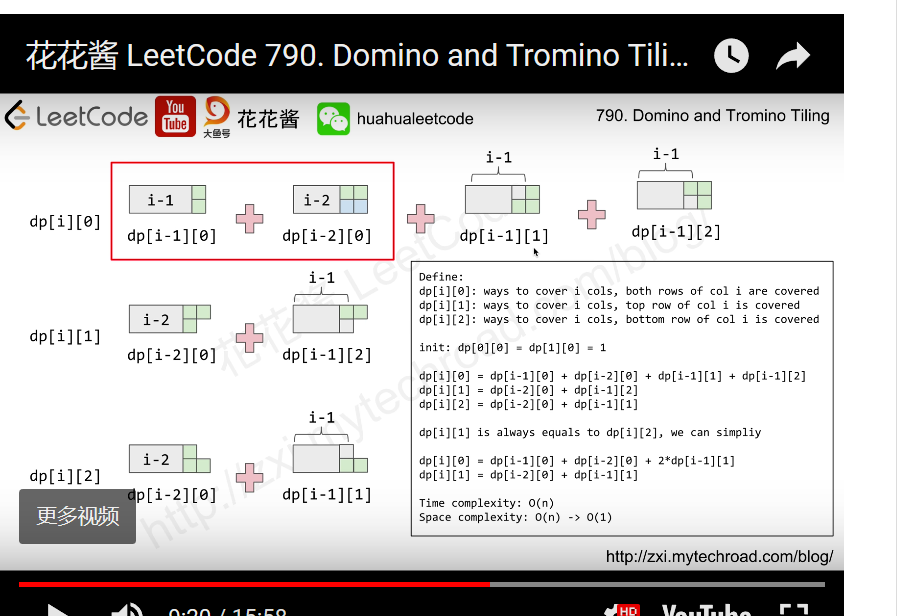 花花酱 LeetCode 790. Domino and Tromino Tili...
LeetCode You Tube 大鱼号 花花酱 huahualeetcode 790. Domino and Tromino Tiling
i-1 i-1
dp[i][0] i-1 i-2
dp[i-1][0] dp[i-2][0] dp[i-1][1] dp[i-1][2]
i-1
dp[i][1] i-2
dp[i-2][0] dp[i-1][2]
i-1
dp[i][2] i-2
dp[i-2][0] dp[i-1][1]
Define:
dp[i][0]: ways to cover i cols, both rows of col i are covered
dp[i][1]: ways to cover i cols, top row of col i is covered
dp[i][2]: ways to cover i cols, bottom row of col i is covered
init: dp[0][0] = dp[1][0] = 1
dp[i][0] = dp[i-1][0] + dp[i-2][0] + dp[i-1][1] + dp[i-1][2]
dp[i][1] = dp[i-2][0] + dp[i-1][2]
dp[i][2] = dp[i-2][0] + dp[i-1][1]
dp[i][1] is always equals to dp[i][2], we can simpliy
dp[i][0] = dp[i-1][0] + dp[i-2][0] + 2*dp[i-1][1]
dp[i][1] = dp[i-2][0] + dp[i-1][1]
Time complexity: O(n)
Space complexity: O(n) -> O(1)
更多视频
花花酱 LeetCode
http://zxi.mytechroad.com/blog/
http://zxi.mytechroad.com/blog/
0:20 / 15:58 HD YouTube